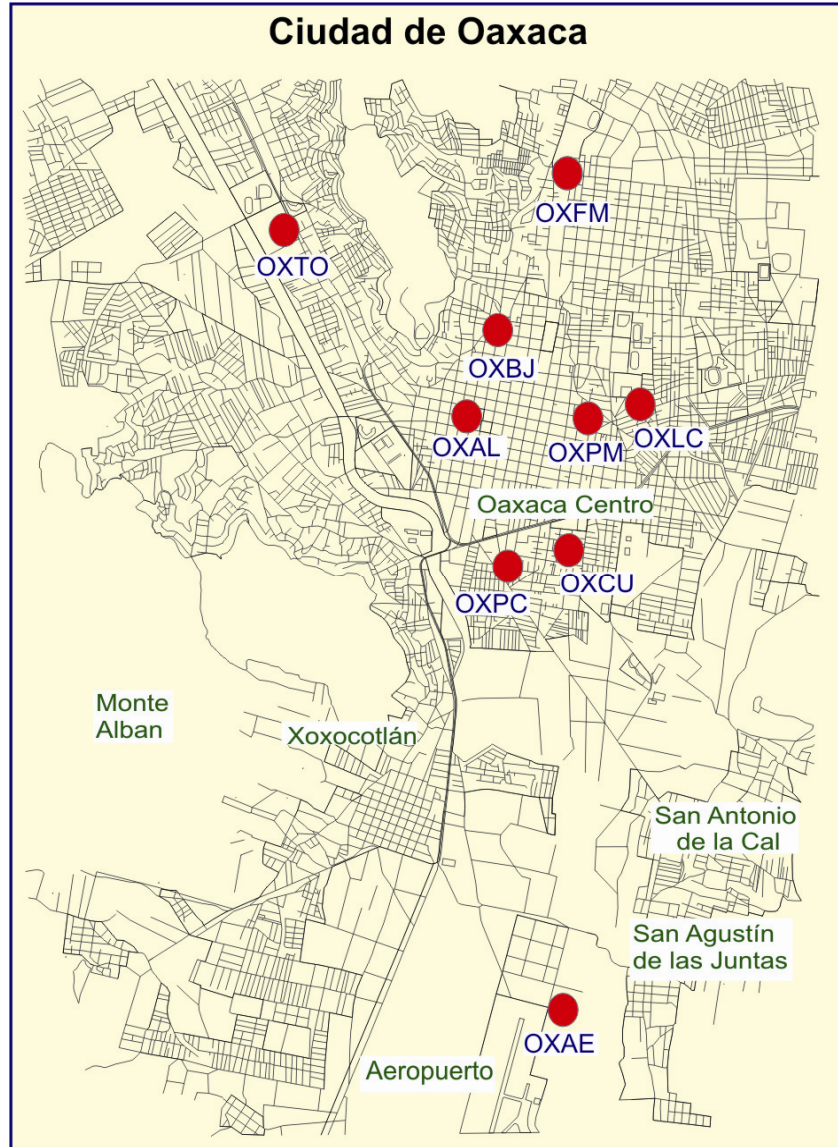 Ciudad de Oaxaca
OXFM
OXTO
OXBJ
OXAL
OXPM
OXLC
Oaxaca Centro
OXPC
OXCU
Monte
Alban
Xoxocotlán
San Antonio
de la Cal
San Agustín
de las Juntas
OXAE
Aeropuerto